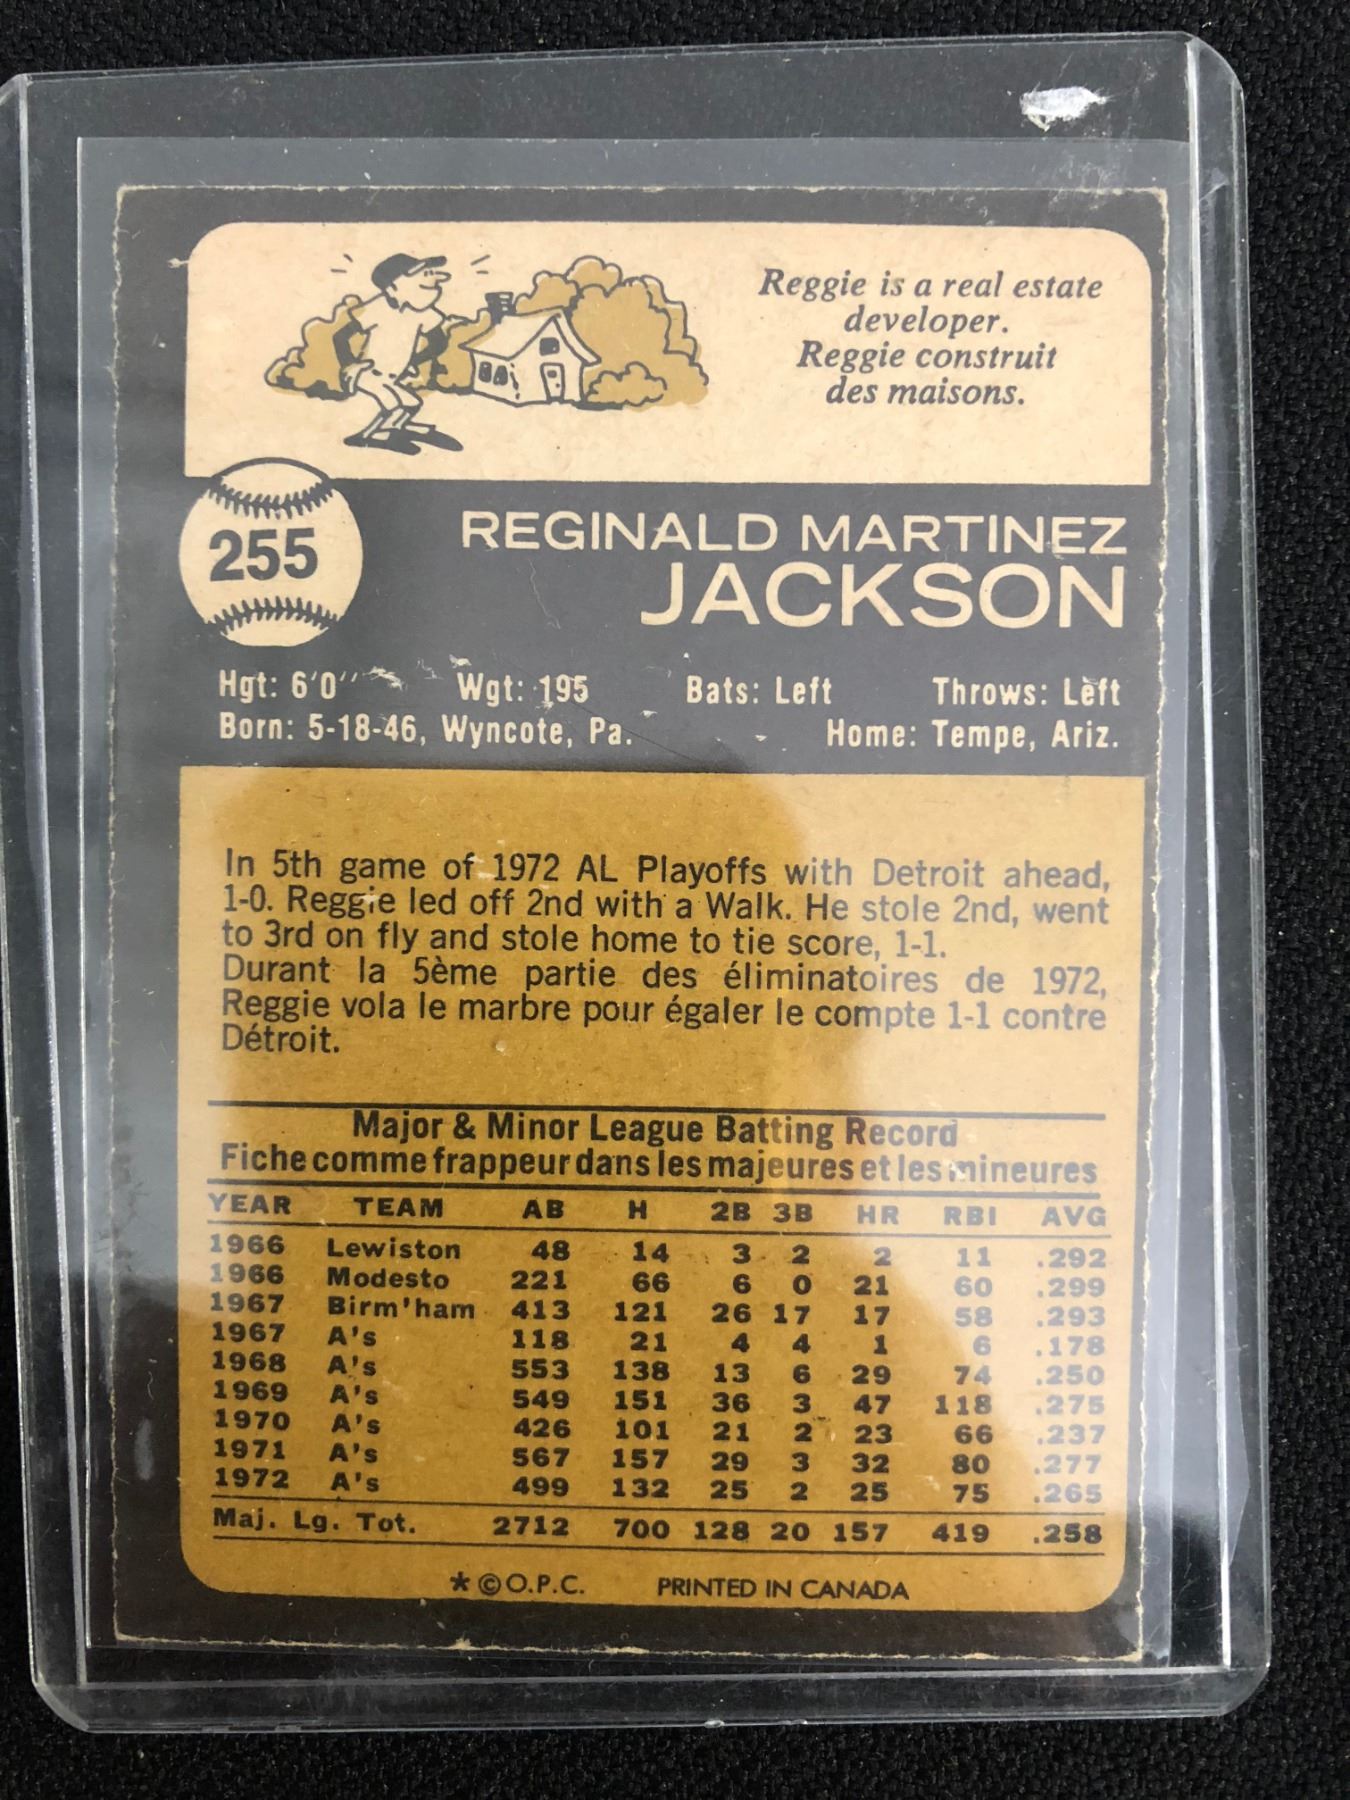 Reggie is a real estate
developer.
Reggie construit
des maisons.
255
REGINALD MARTINEZ
JACKSON
Hgt: 6'0" Wgt: 195 Bats: Left Throws: Left
Born: 5-18-46, Wyncote, Pa. Home: Tempe, Ariz.
In 5th game of 1972 AL Playoffs with Detroit ahead,
1-0. Reggie led off 2nd with a Walk. He stole 2nd, went
to 3rd on fly and stole home to tie score, 1-1.
Durant la 5ème partie des éliminatoires de 1972,
Reggie vola le marbre pour égaler le compte 1-1 contre
Détroit.
Major & Minor League Batting Record
Fiche comme frappeur dans les majeures et les mineures
YEAR TEAM AB H 2B 3B HR RBI AVG
1966 Lewiston 48 14 3 2 2 11 .292
1966 Modesto 221 66 6 0 21 60 .299
1967 Birm'ham 413 121 26 17 17 58 .293
1967 A's 118 21 4 4 1 6 .178
1968 A's 553 138 13 6 29 74 .250
1969 A's 549 151 36 3 47 118 .275
1970 A's 426 101 21 2 23 66 .237
1971 A's 567 157 29 3 32 80 .277
1972 A's 499 132 25 2 25 75 .265
Maj. Lg. Tot. 2712 700 128 20 157 419 .258
* © O.P.C. PRINTED IN CANADA